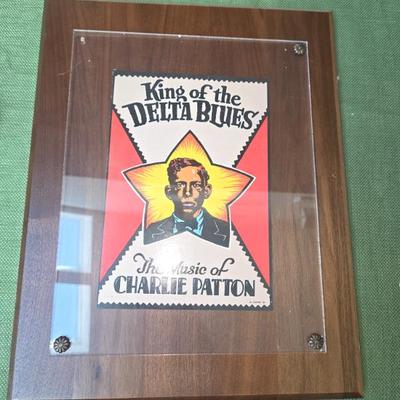 King of the
DELTA BLUES
The Music of
CHARLIE PATTON